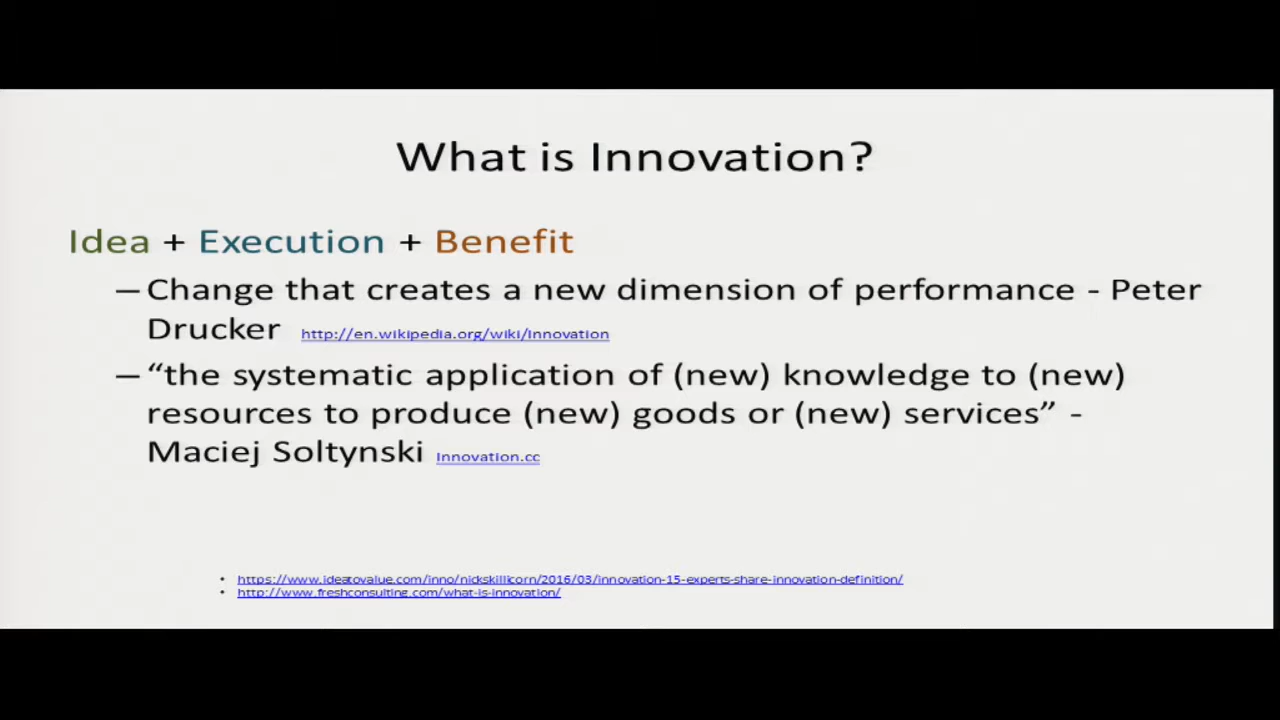 What is Innovation?
Idea + Execution + Benefit
– Change that creates a new dimension of performance - Peter
Drucker http://en.wikipedia.org/wiki/Innovation
– “the systematic application of (new) knowledge to (new)
resources to produce (new) goods or (new) services” -
Maciej Soltynski Innovation.cc
• https://www.ideatovalue.com/inno/nickskillicorn/2016/03/innovation-15-experts-share-innovation-definition/
• http://www.freshconsulting.com/what-is-innovation/